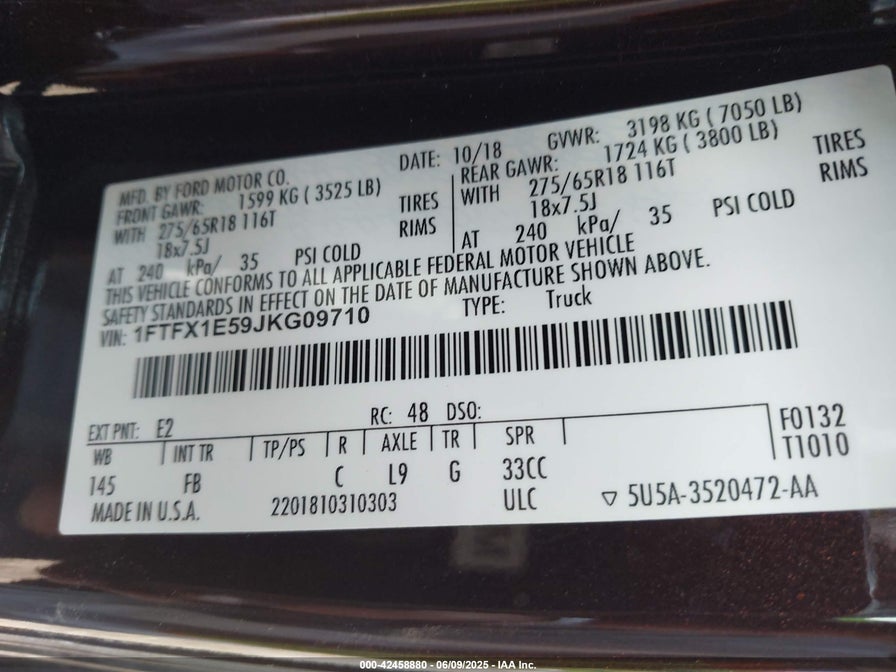 MFD. BY FORD MOTOR CO.
DATE: 10/18
GVWR: 3198 KG ( 7050 LB)
FRONT GAWR: 1599 KG ( 3525 LB)
REAR GAWR: 1724 KG ( 3800 LB)
WITH 275/65R18 116T TIRES
WITH 275/65R18 116T TIRES
18x7.5J RIMS
18x7.5J RIMS
AT 240 kPa/ 35 PSI COLD
AT 240 kPa/ 35 PSI COLD
THIS VEHICLE CONFORMS TO ALL APPLICABLE FEDERAL MOTOR VEHICLE
SAFETY STANDARDS IN EFFECT ON THE DATE OF MANUFACTURE SHOWN ABOVE.
VIN: 1FTFX1E59JKG09710
TYPE: Truck
EXT PNT: E2 RC: 48 DSO:
WB INT TR TP/PS R AXLE TR SPR
F0132
T1010
145 FB C L9 G 33CC
MADE IN U.S.A. 2201810310303 ULC ▽ 5U5A-3520472-AA
000-42458880 - 06/09/2025 - IAA Inc.